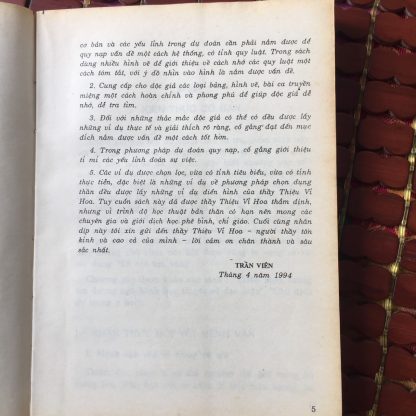 cơ bản và các yếu lĩnh trong dự đoán cần phải nắm được để
quy nạp vấn đề một cách hệ thống, có tính quy luật. Trong sách
dùng nhiều hình vẽ để giới thiệu về cách nhớ các quy luật một
cách tóm tắt, với ý đồ nhìn vào hình là nắm được vấn đề.
2. Cung cấp cho độc giả các loại bảng, hình vẽ, bài ca truyền
miệng một cách hoàn chỉnh và phong phú để giúp độc giả dễ
nhớ, dễ tra tìm.
3. Đối với những thắc mắc độc giả có thể có đều được lấy
những ví dụ thực tế và giải thích rõ ràng, cố gắng đạt đến mục
đích nắm được vấn đề một cách tốt hơn.
4. Trong phương pháp dự đoán quy nạp, cố gắng giới thiệu
tỉ mỉ các yếu lĩnh đoán sự việc.
5. Các ví dụ được chọn lọc, vừa có tính tiêu biểu, vừa có tính
thực tiễn, đặc biệt là những ví dụ về phương pháp chọn dụng
thần đều được lấy những ví dụ điển hình của thầy Thiệu Vĩ
Hoa. Tuy cuốn sách này đã được thầy Thiệu Vĩ Hoa thẩm định,
nhưng vì trình độ học thuật bản thân có hạn nên mong các
chuyên gia và giới dịch học phê bình, chỉ giáo. Cuối cùng nhân
dịp này tôi xin gửi đến thầy Thiệu Vĩ Hoa - người thầy tôn
kính và cao cả của mình - lời cảm ơn chân thành và sâu
sắc nhất.
TRẦN VIÊN
Tháng 4 năm 1994
5